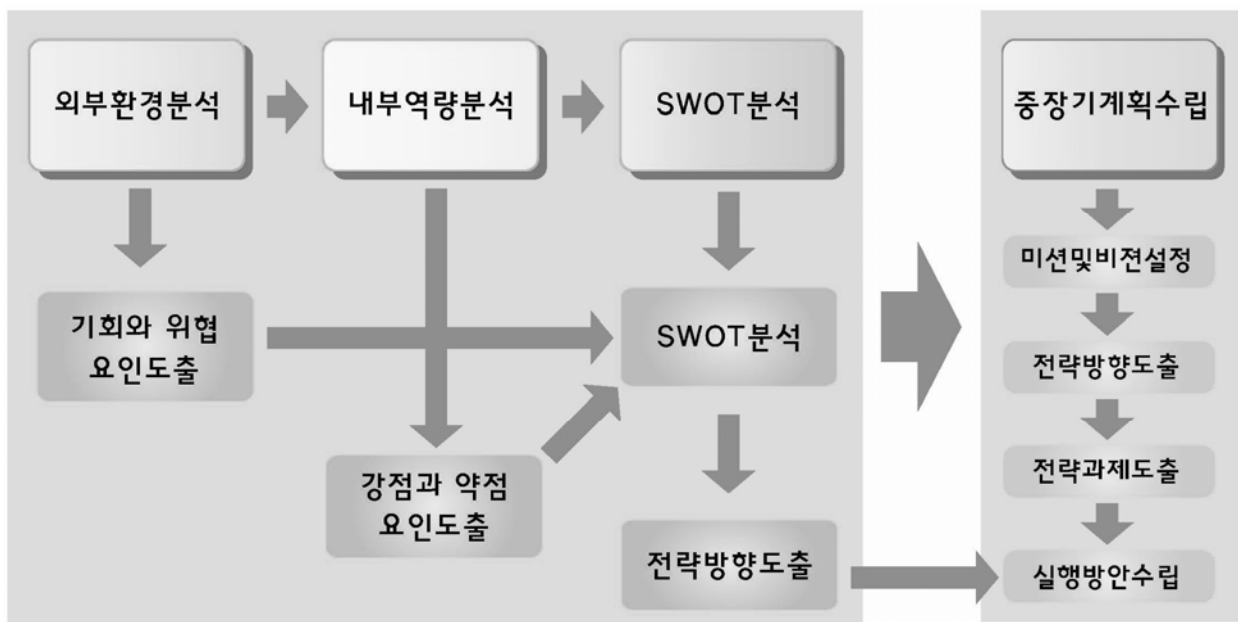 외부환경분석
내부역량분석
SWOT분석
중장기계획수립
기회와 위협
요인도출
강점과 약점
요인도출
SWOT분석
전략방향도출
미션및비젼설정
전략방향도출
전략과제도출
실행방안수립